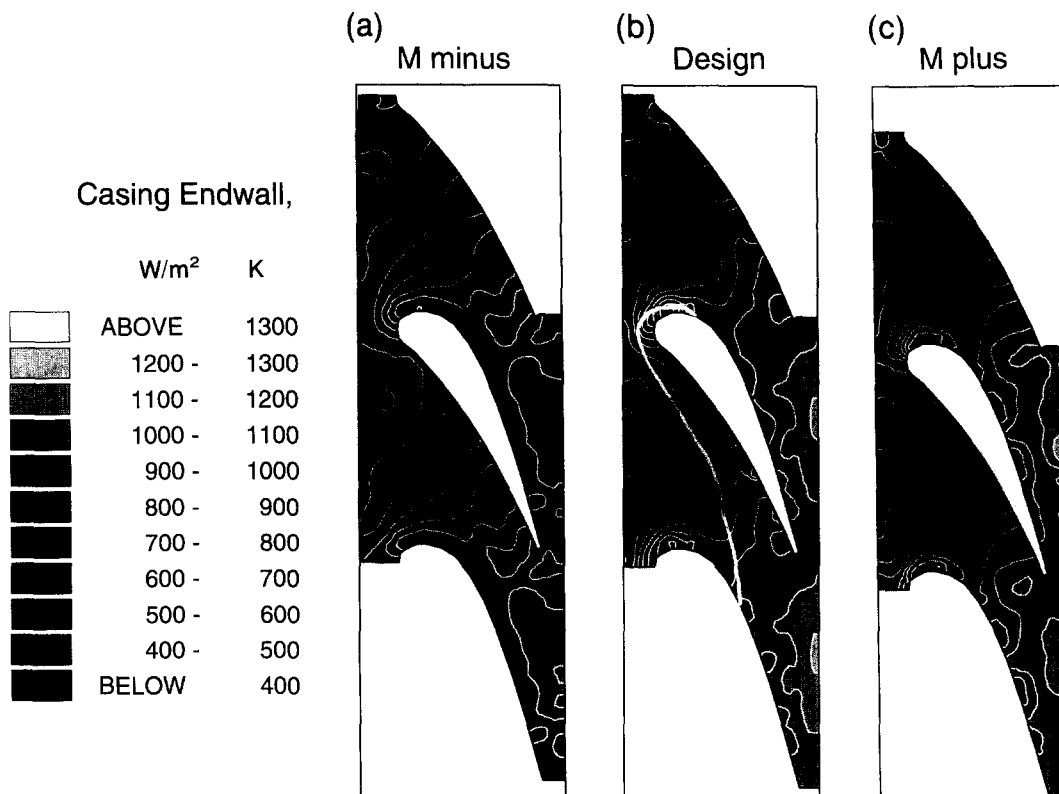 (a)
M minus
(b)
Design
(c)
M plus
Casing Endwall,
W/m² K
ABOVE 1300
1200 - 1300
1100 - 1200
1000 - 1100
900 - 1000
800 - 900
700 - 800
600 - 700
500 - 600
400 - 500
BELOW 400